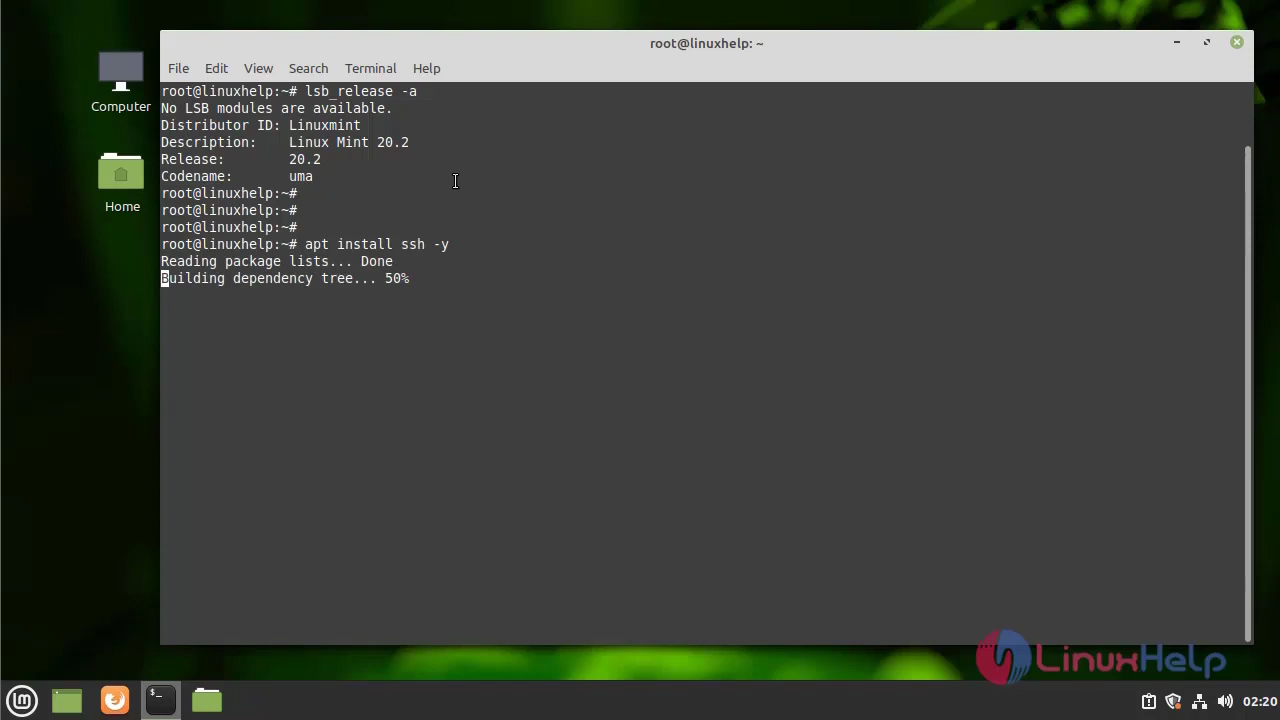 root@linuxhelp: ~
File Edit View Search Terminal Help
Computer
Home
root@linuxhelp:~# lsb_release -a
No LSB modules are available.
Distributor ID: Linuxmint
Description:    Linux Mint 20.2
Release:        20.2
Codename:       uma
root@linuxhelp:~#
root@linuxhelp:~#
root@linuxhelp:~#
root@linuxhelp:~# apt install ssh -y
Reading package lists... Done
Building dependency tree... 50%
LinuxHelp
02:20